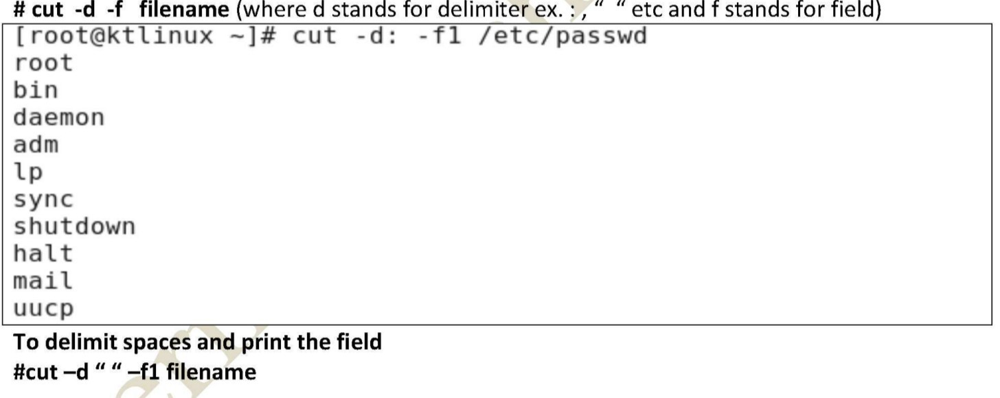 # cut -d -f filename (where d stands for delimiter ex. : , “ “ etc and f stands for field)
[root@ktlinux ~]# cut -d: -f1 /etc/passwd
root
bin
daemon
adm
lp
sync
shutdown
halt
mail
uucp
To delimit spaces and print the field
#cut –d “ “ –f1 filename